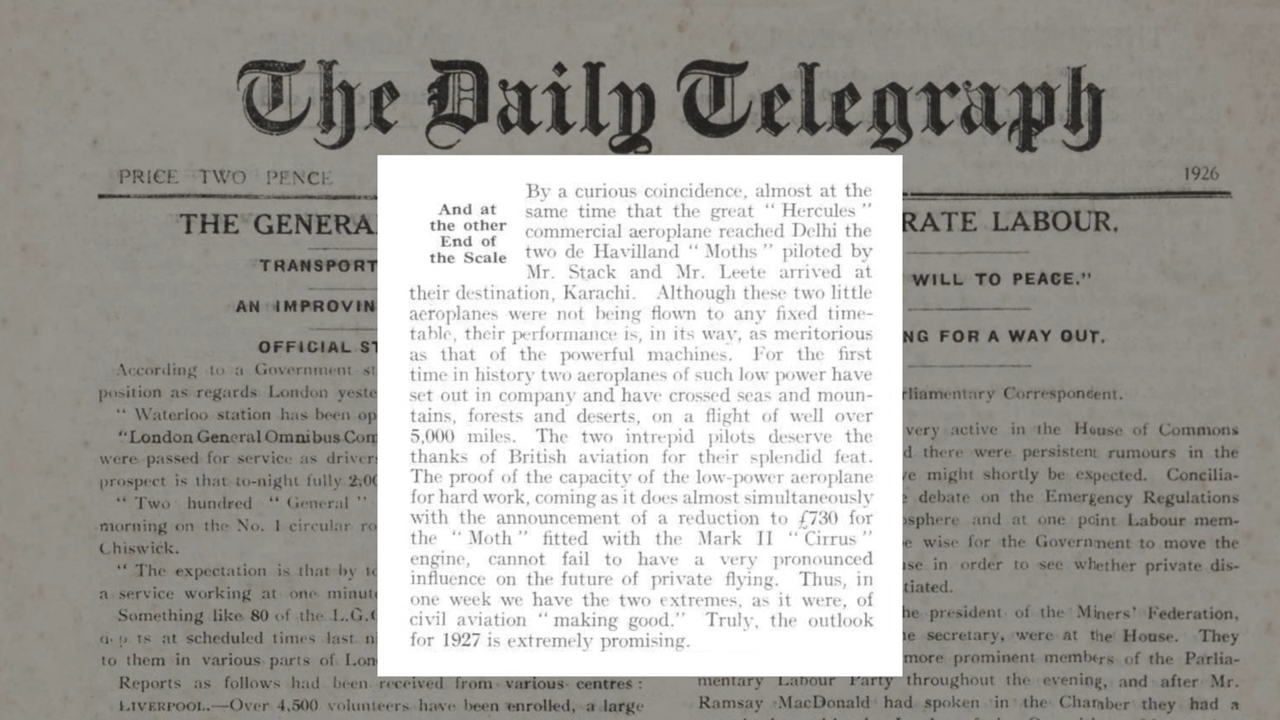 The Daily Telegraph
PRICE TWO PENCE
1926
THE GENERA
RATE LABOUR.
TRANSPORT
WILL TO PEACE."
AN IMPROVIN
NG FOR A WAY OUT.
OFFICIAL ST
According to a Government st
position as regards London yeste
" Waterloo station has been op
"London General Omnibus Com
were passed for service as driver
prospect is that to-night fully 2,00
" Two hundred " General "
morning on the No. 1 circular ro
Chiswick.
" The expectation is that by t
a service working at one minut
Something like 80 of the L.G.
at scheduled times last n
to them in various parts of Lon
Reports as follows had been received from various centres :
LIVERPOOL.—Over 4,500 volunteers have been enrolled, a large
And at
the other
End of
the Scale
By a curious coincidence, almost at the
same time that the great " Hercules "
commercial aeroplane reached Delhi the
two de Havilland " Moths " piloted by
Mr. Stack and Mr. Leete arrived at
their destination, Karachi. Although these two little
aeroplanes were not being flown to any fixed time-
table, their performance is, in its way, as meritorious
as that of the powerful machines. For the first
time in history two aeroplanes of such low power have
set out in company and have crossed seas and moun-
tains, forests and deserts, on a flight of well over
5,000 miles. The two intrepid pilots deserve the
thanks of British aviation for their splendid feat.
The proof of the capacity of the low-power aeroplane
for hard work, coming as it does almost simultaneously
with the announcement of a reduction to £730 for
the " Moth " fitted with the Mark II " Cirrus "
engine, cannot fail to have a very pronounced
influence on the future of private flying. Thus, in
one week we have the two extremes, as it were, of
civil aviation " making good." Truly, the outlook
for 1927 is extremely promising.
rliamentary Correspondent.
very active in the House of Commons
d there were persistent rumours in the
ve might shortly be expected. Concilia-
debate on the Emergency Regulations
osphere and at one point Labour mem-
e wise for the Government to move the
use in order to see whether private dis-
tiated.
he president of the Miners' Federation,
e secretary, were at the House. They
more prominent members of the Parlia-
mentary Labour Party throughout the evening, and after Mr.
Ramsay MacDonald had spoken in the Chamber they had a